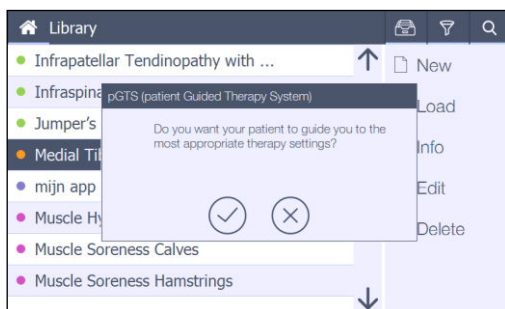 Library
Infrapatellar Tendinopathy with ...
New
Infraspina
pGTS (patient Guided Therapy System)
Load
Jumper's
Do you want your patient to guide you to the
most appropriate therapy settings?
Medial Ti
Info
mijn app
Edit
Muscle Hy
Delete
Muscle Soreness Calves
Muscle Soreness Hamstrings